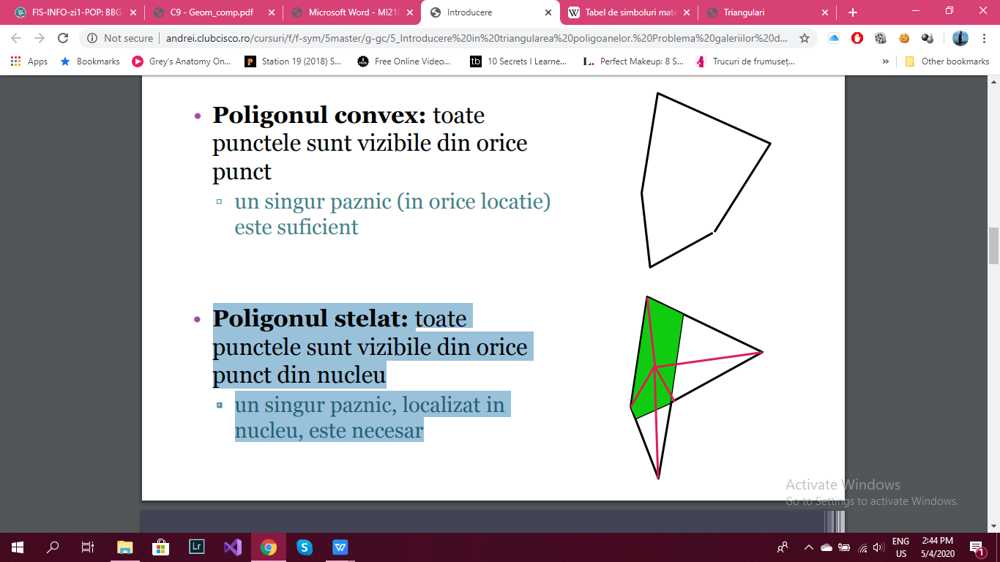 FIS-INFO-zi1-POP: BBG
C9 - Geom_comp.pdf
Microsoft Word - MI210
Introducere
Tabel de simboluri mate
Triangulari
Not secure
andrei.clubcisco.ro/cursuri/f/f-sym/5master/g-gc/5_Introducere%20in%20triangularea%20poligoanelor.%20Problema%20galeriilor%20d...
Apps
Bookmarks
Grey's Anatomy On...
Station 19 (2018) S...
Free Online Video...
tb
10 Secrets I Learne...
L.
Perfect Makeup: 8 S...
Trucuri de frumuseț...
»
Other bookmarks
• Poligonul convex: toate
punctele sunt vizibile din orice
punct
un singur paznic (in orice locatie)
este suficient
• Poligonul stelat: toate
punctele sunt vizibile din orice
punct din nucleu
un singur paznic, localizat in
nucleu, este necesar
Activate Windows
Go to Settings to activate Windows.
Lr
S
W
ENG
US
2:44 PM
5/4/2020
1